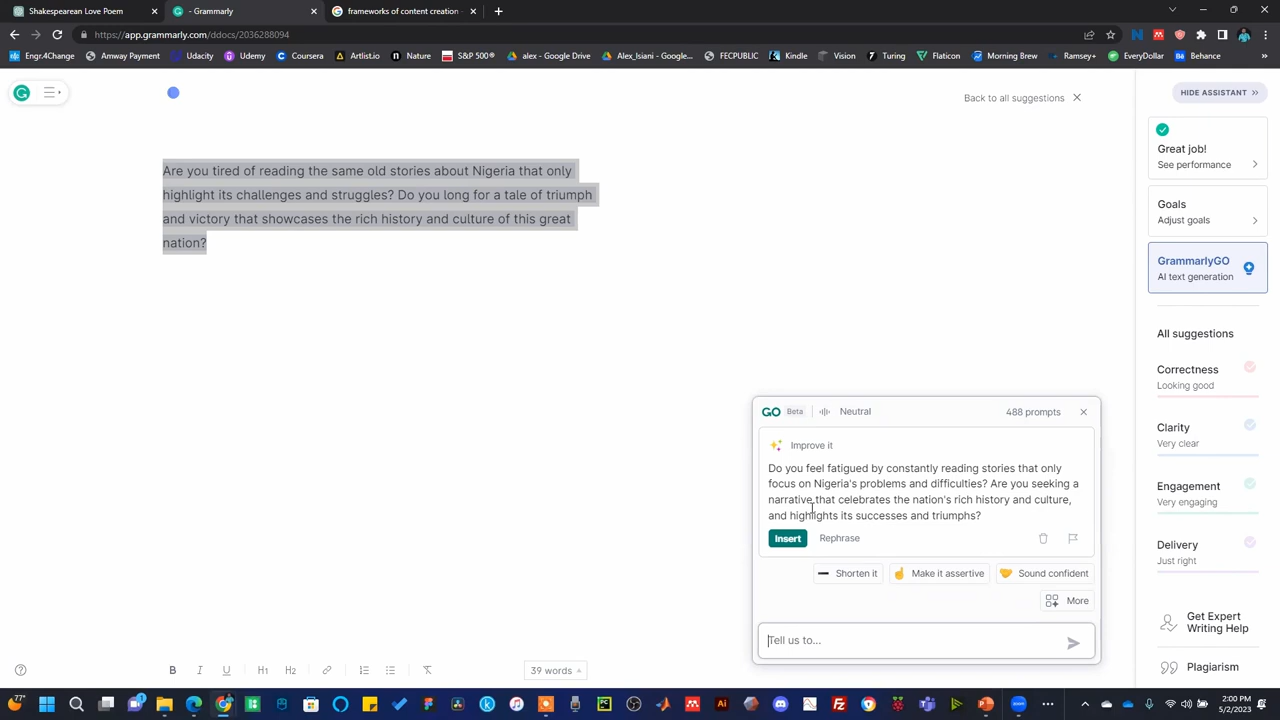 Shakespearean Love Poem
- Grammarly
frameworks of content creation -
https://app.grammarly.com/ddocs/2036288094
Engr.4Change
Amway Payment
Udacity
Udemy
Coursera
Artlist.io
Nature
S&P 500®
alex - Google...
Alex_Isiani - Google...
FECPUBLIC
Kindle
Vision
Turing
Flaticon
Morning Brew
Ramsey+
EveryDollar
Behance
Back to all suggestions
HIDE ASSISTANT
Great job!
See performance
Goals
Adjust goals
GrammarlyGO
AI text generation
All suggestions
Correctness
Looking good
Clarity
Very clear
Engagement
Very engaging
Delivery
Just right
Get Expert
Writing Help
Plagiarism
Are you tired of reading the same old stories about Nigeria that only
highlight its challenges and struggles? Do you long for a tale of triumph
and victory that showcases the rich history and culture of this great
nation?
GO Beta Neutral 488 prompts
Improve it
Do you feel fatigued by constantly reading stories that only
focus on Nigeria's problems and difficulties? Are you seeking a
narrative that celebrates the nation's rich history and culture,
and highlights its successes and triumphs?
Insert Rephrase
Shorten it Make it assertive Sound confident
More
Tell us to...
B I U H1 H2
39 words
77°
2:00 PM
5/2/2023